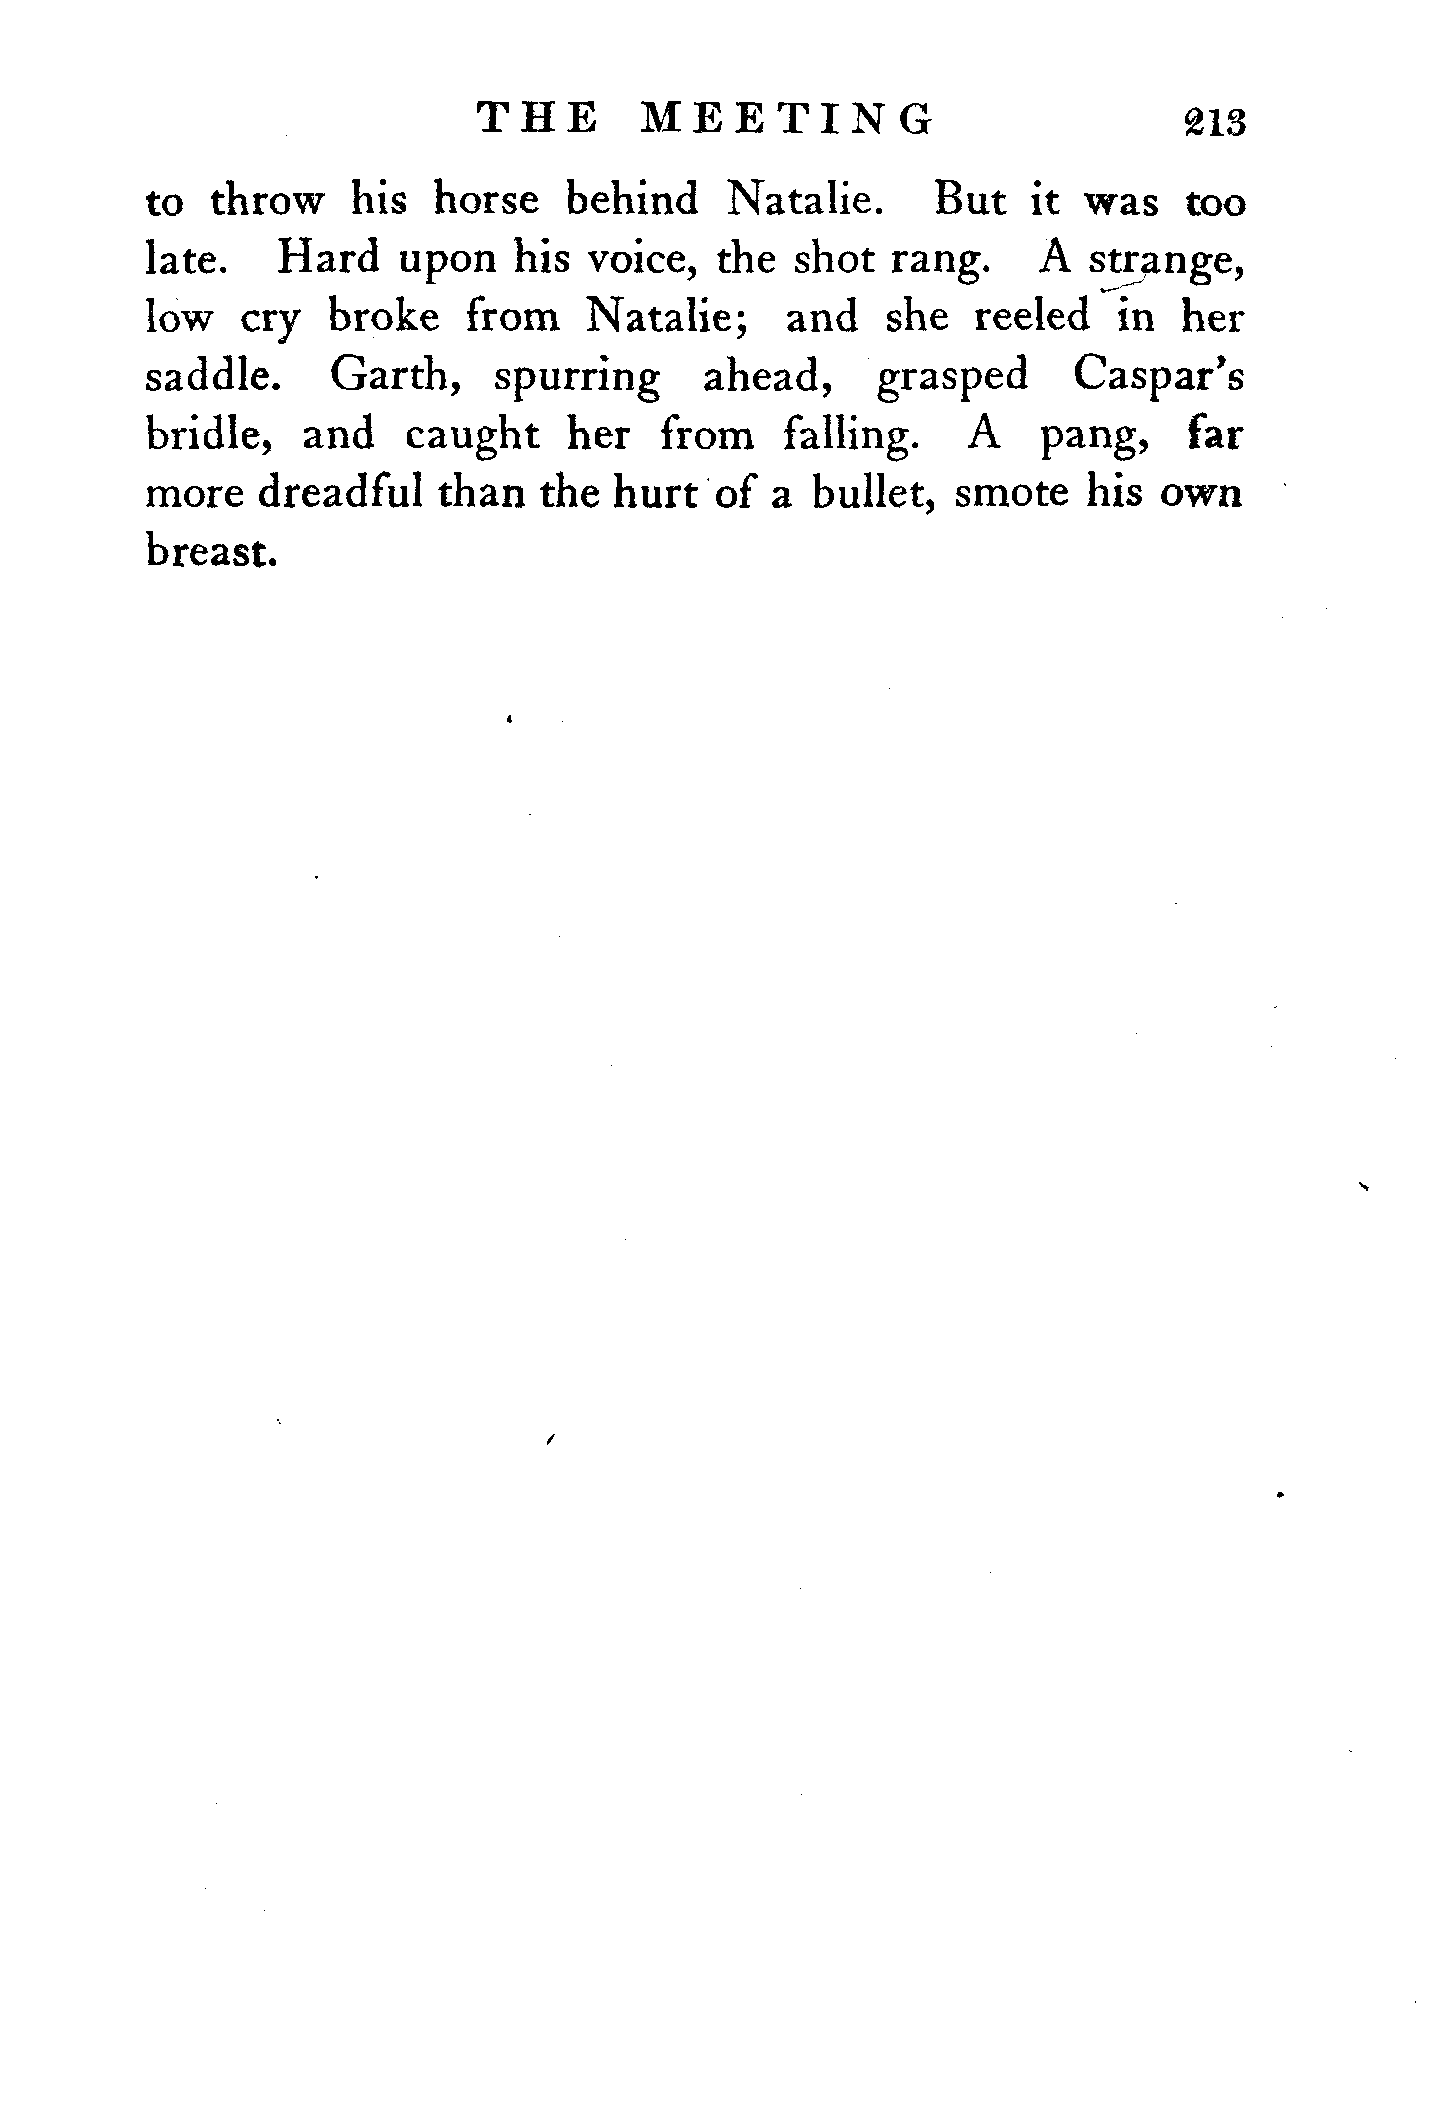 THE MEETING 213
to throw his horse behind Natalie. But it was too
late. Hard upon his voice, the shot rang. A strange,
low cry broke from Natalie; and she reeled in her
saddle. Garth, spurring ahead, grasped Caspar's
bridle, and caught her from falling. A pang, far
more dreadful than the hurt of a bullet, smote his own
breast.